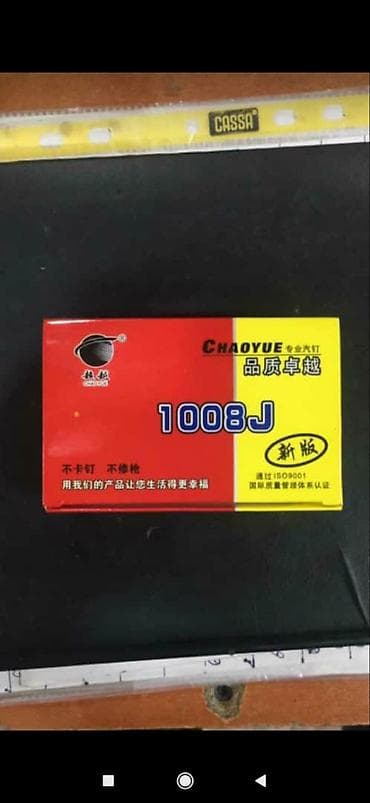 CASSA
CHAOYUE 专业汽钉
品质卓越
超越
CHAOYUE
1008J
新版
不卡钉 不修枪
用我们的产品让您生活得更幸福
通过ISO9001
国际质量管理体系认证